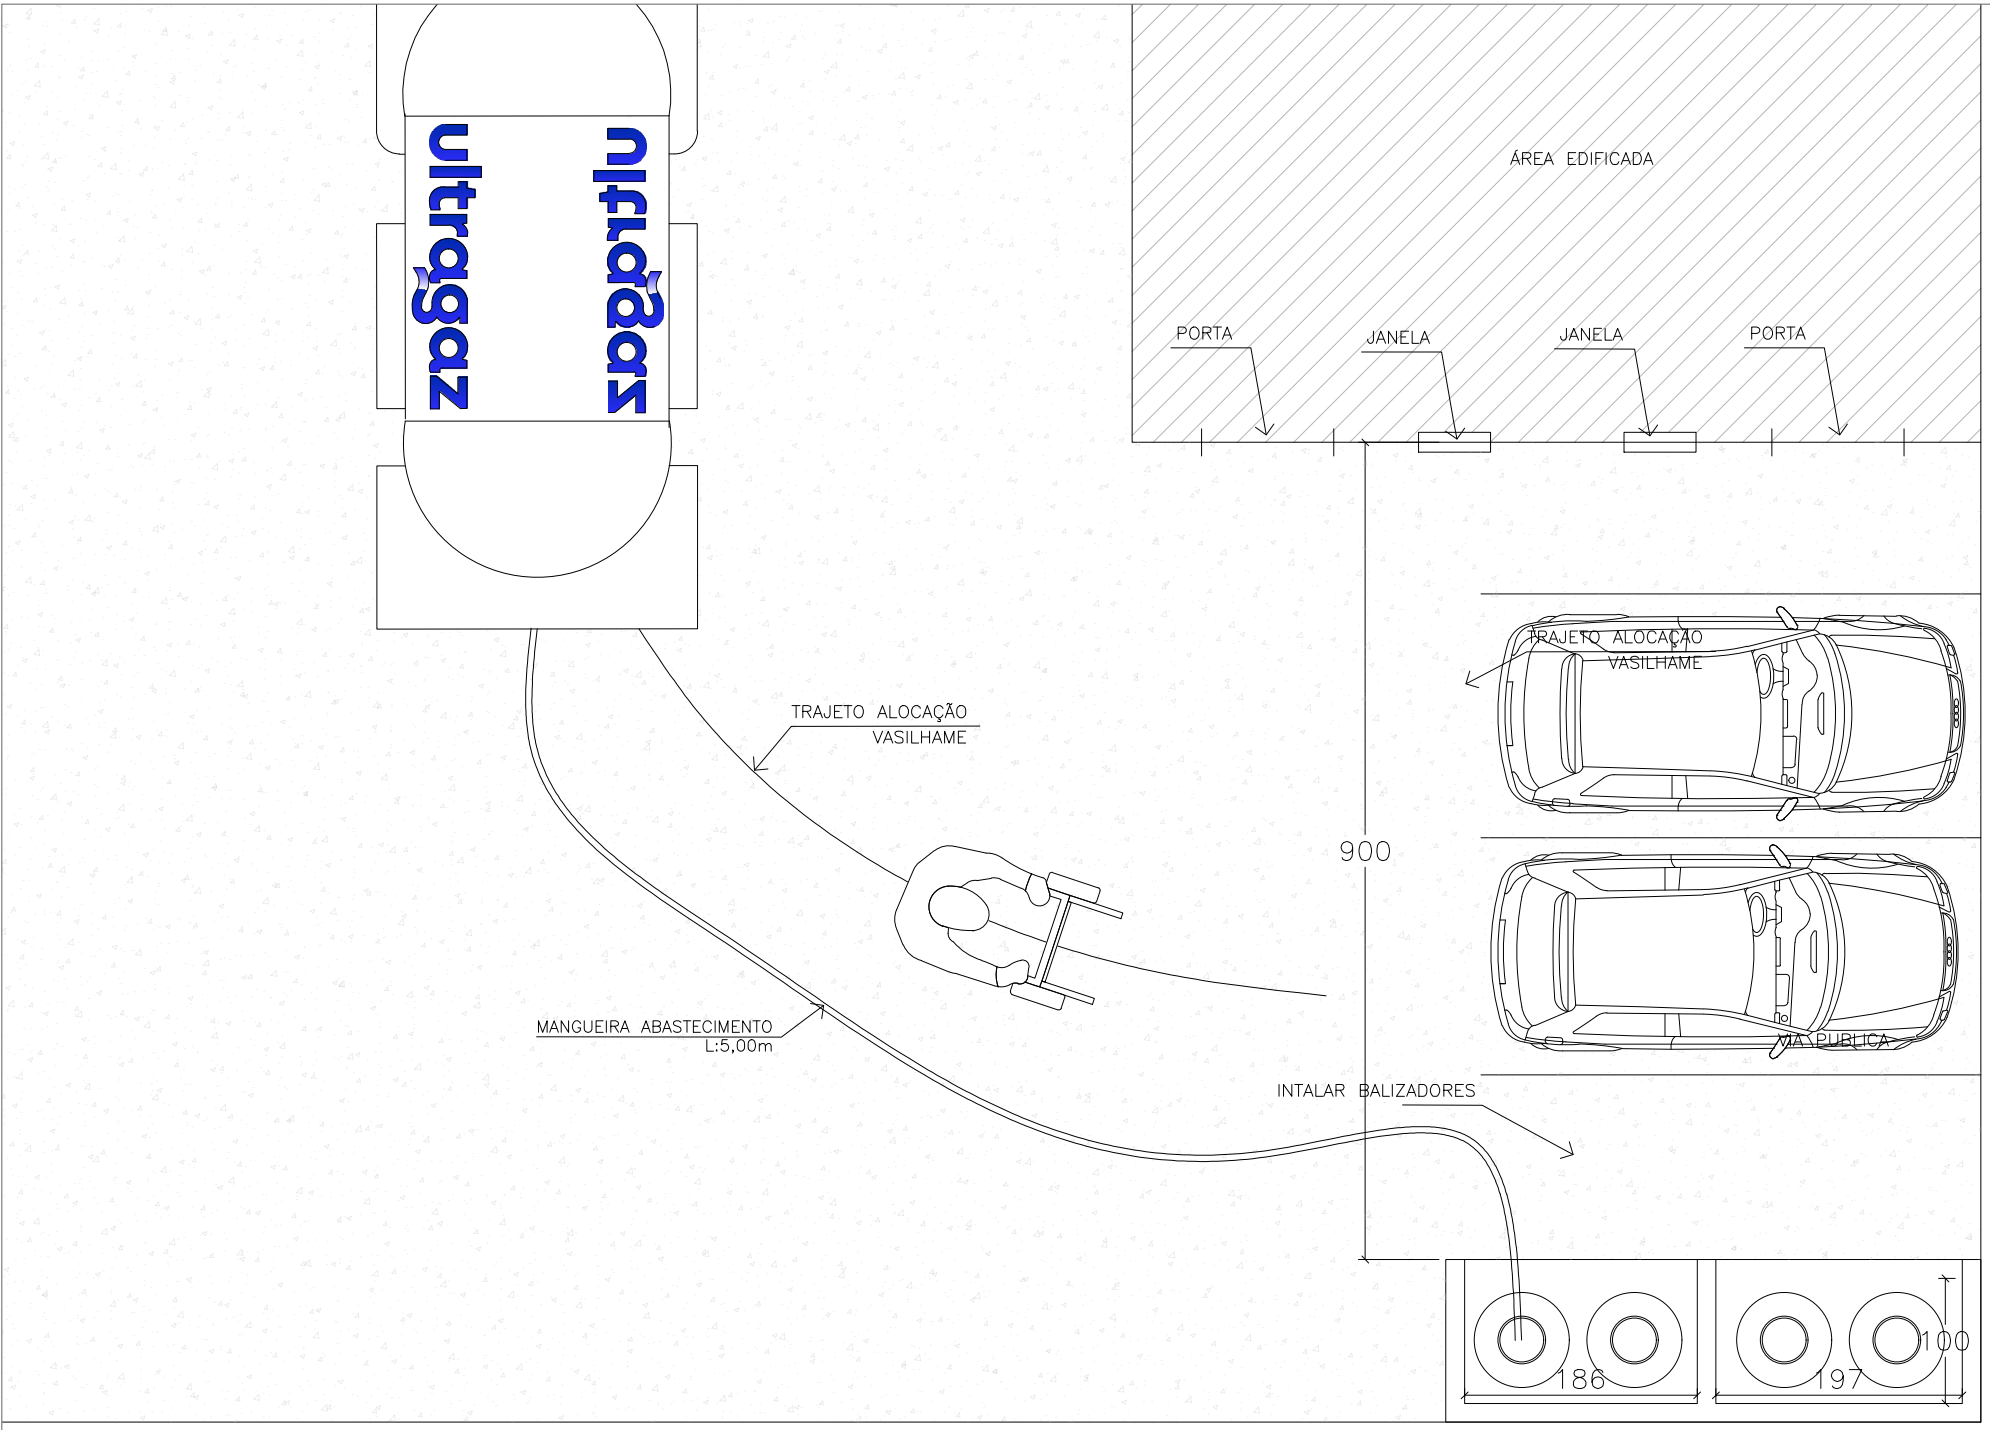 ultragaz
ultragaz
ÁREA EDIFICADA
PORTA
JANELA
JANELA
PORTA
TRAJETO ALOCAÇÃO
VASILHAME
TRAJETO ALOCAÇÃO
VASILHAME
900
MANGUEIRA ABASTECIMENTO
L:5,00m
VIA PUBLICA
INTALAR BALIZADORES
100
186
197